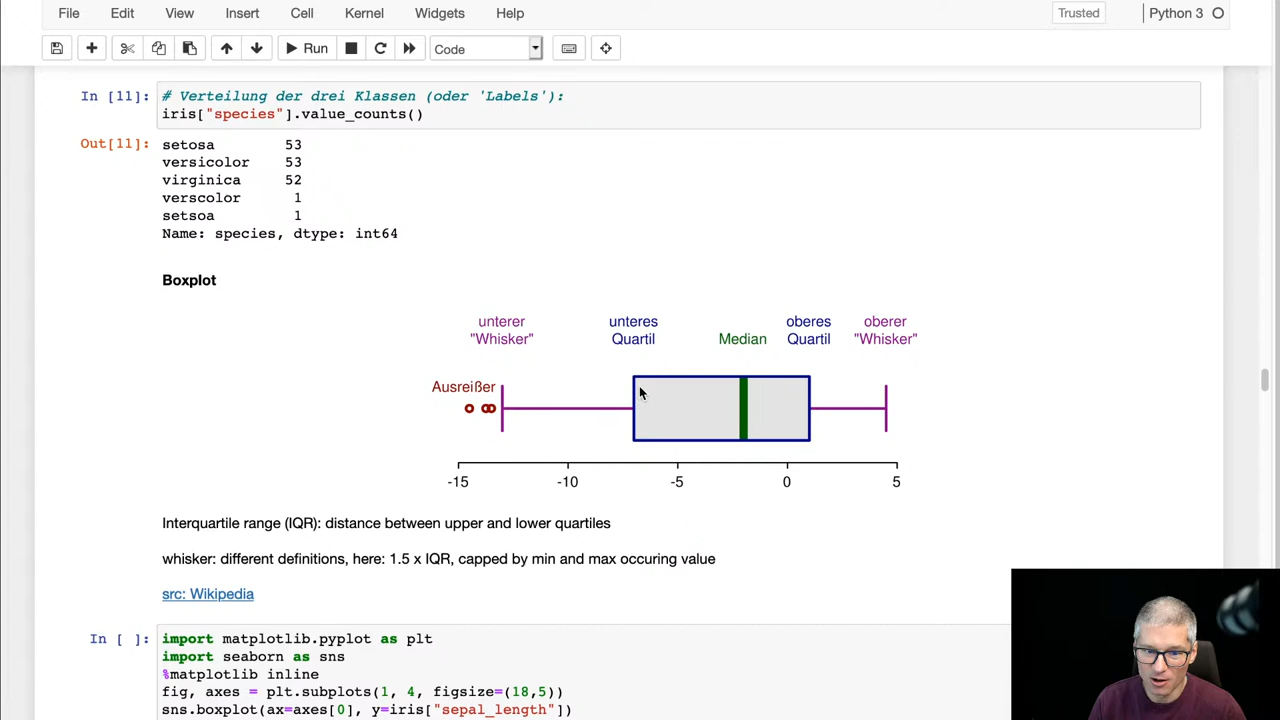 File Edit View Insert Cell Kernel Widgets Help Trusted Python 3
Run Code
In [11]: # Verteilung der drei Klassen (oder 'Labels'):
iris["species"].value_counts()
Out[11]: setosa 53
versicolor 53
virginica 52
verscolor 1
setsoa 1
Name: species, dtype: int64
Boxplot
unterer "Whisker"
unteres Quartil
Median
oberes Quartil
oberer "Whisker"
Ausreißer
-15 -10 -5 0 5
Interquartile range (IQR): distance between upper and lower quartiles
whisker: different definitions, here: 1.5 x IQR, capped by min and max occuring value
src: Wikipedia
In [ ]: import matplotlib.pyplot as plt
import seaborn as sns
%matplotlib inline
fig, axes = plt.subplots(1, 4, figsize=(18,5))
sns.boxplot(ax=axes[0], y=iris["sepal_length"])